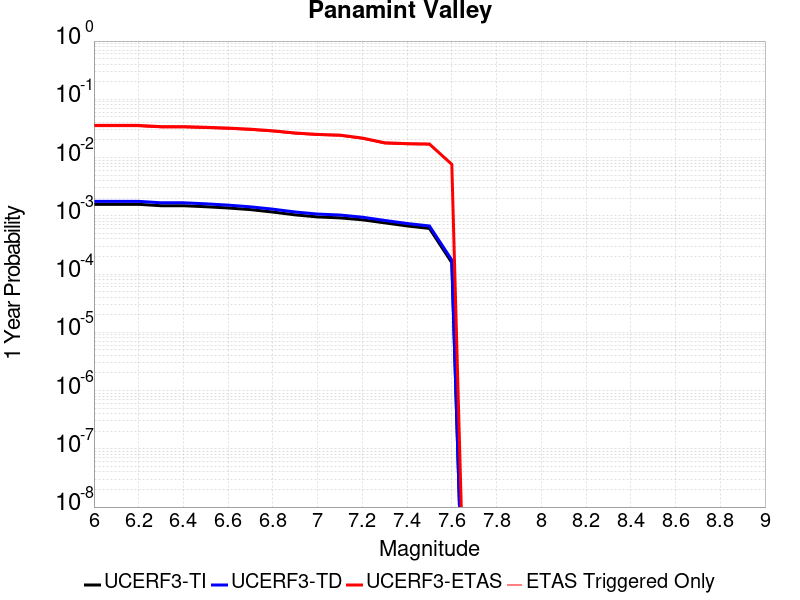 Panamint Valley
10^0
10^-1
10^-2
10^-3
10^-4
10^-5
10^-6
10^-7
10^-8
1 Year Probability
6 6.2 6.4 6.6 6.8 7 7.2 7.4 7.6 7.8 8 8.2 8.4 8.6 8.8 9
Magnitude
UCERF3-TI UCERF3-TD UCERF3-ETAS ETAS Triggered Only